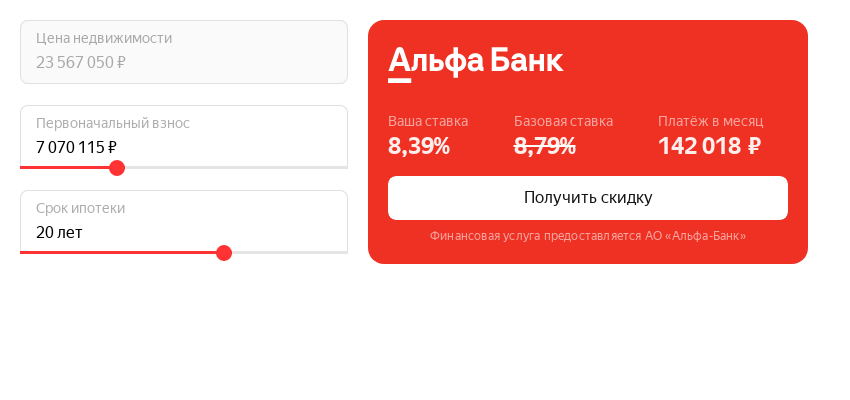 Цена недвижимости
23 567 050 ₽
Первоначальный взнос
7 070 115 ₽
Срок ипотеки
20 лет
Альфа Банк
Ваша ставка
8,39%
Базовая ставка
8,79%
Платёж в месяц
142 018 ₽
Получить скидку
Финансовая услуга предоставляется АО «Альфа-Банк»